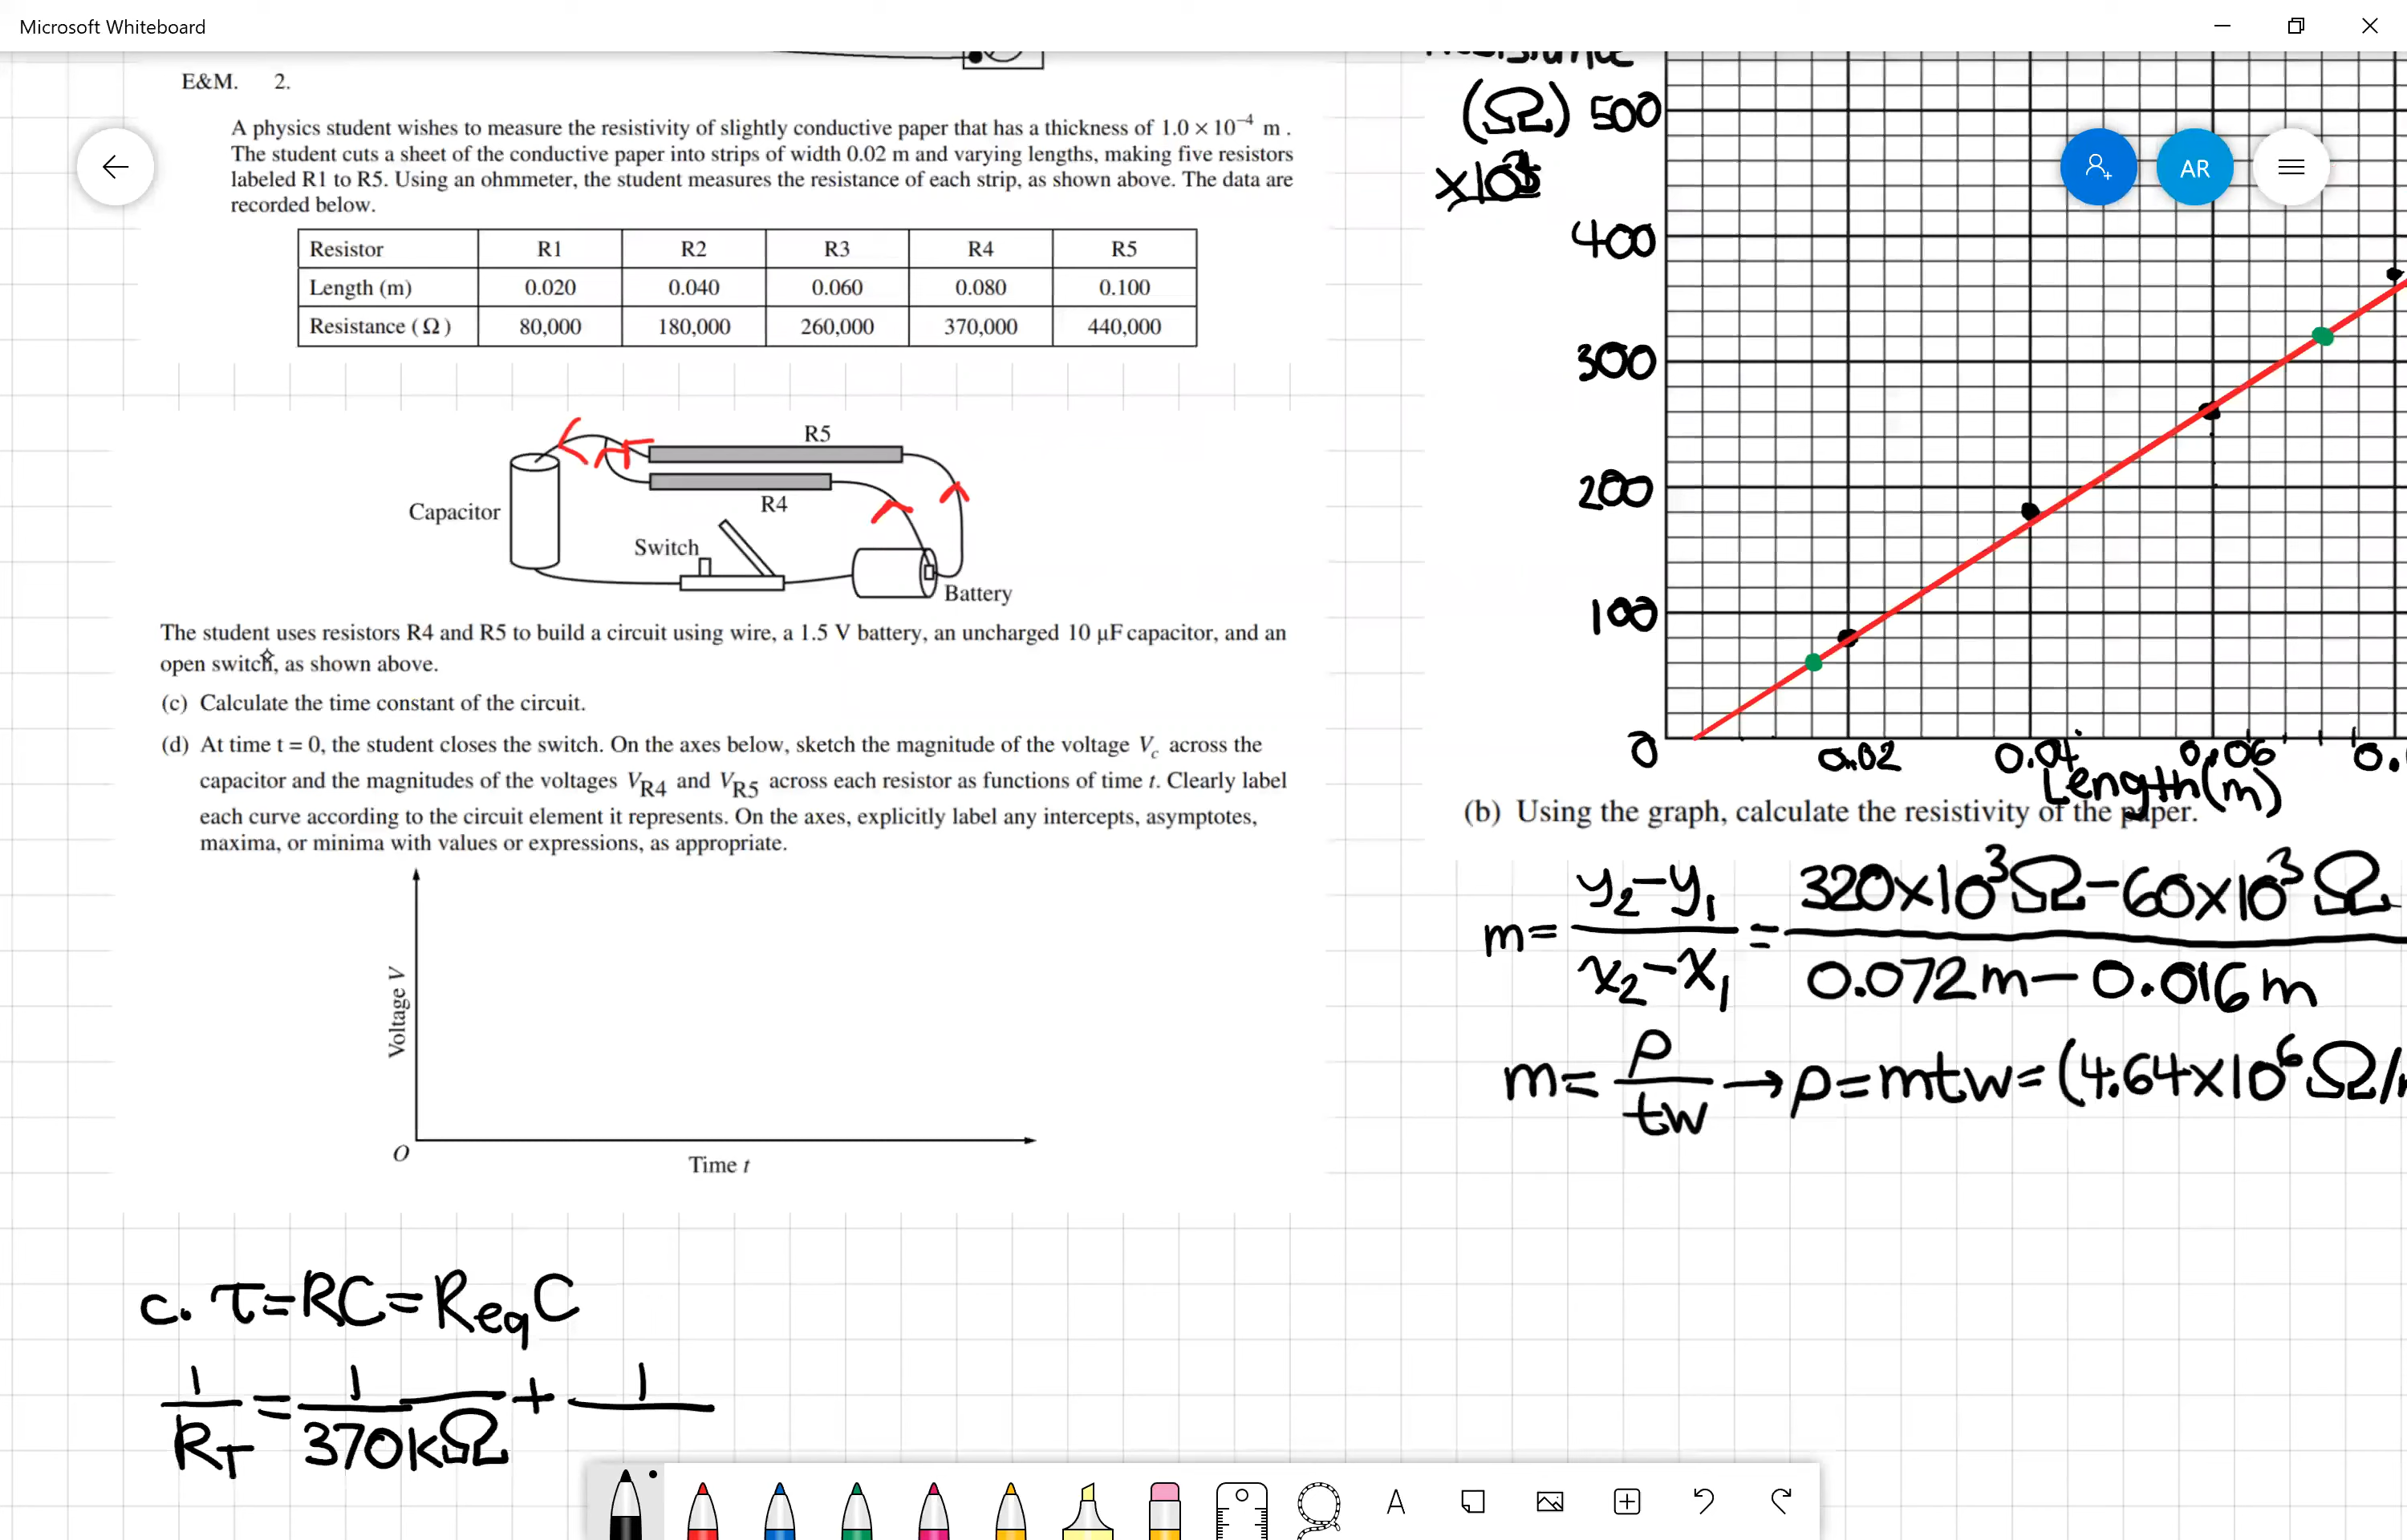 Microsoft Whiteboard
E&M. 2.
A physics student wishes to measure the resistivity of slightly conductive paper that has a thickness of 1.0 × 10⁻⁴ m .
The student cuts a sheet of the conductive paper into strips of width 0.02 m and varying lengths, making five resistors
labeled R1 to R5. Using an ohmmeter, the student measures the resistance of each strip, as shown above. The data are
recorded below.
Resistor R1 R2 R3 R4 R5
Length (m) 0.020 0.040 0.060 0.080 0.100
Resistance (Ω) 80,000 180,000 260,000 370,000 440,000
R5
R4
Capacitor
Switch
Battery
The student uses resistors R4 and R5 to build a circuit using wire, a 1.5 V battery, an uncharged 10 μF capacitor, and an
open switch, as shown above.
(c) Calculate the time constant of the circuit.
(d) At time t = 0, the student closes the switch. On the axes below, sketch the magnitude of the voltage V_c across the
capacitor and the magnitudes of the voltages V_R4 and V_R5 across each resistor as functions of time t. Clearly label
each curve according to the circuit element it represents. On the axes, explicitly label any intercepts, asymptotes,
maxima, or minima with values or expressions, as appropriate.
Voltage V
O
Time t
c. τ=RC=R_eq C
1/R_T = 1/370kΩ + 1
(Ω) 500
400
300
200
100
0
0.02 0.04 0.06 0.
Length(m)
AR
(b) Using the graph, calculate the resistivity of the paper.
m = y₂-y₁/x₂-x₁ = 320×10³Ω-60×10³Ω/0.072m-0.016m
m = ρ/tw → ρ=mtw=(4.64×10⁶Ω/
A